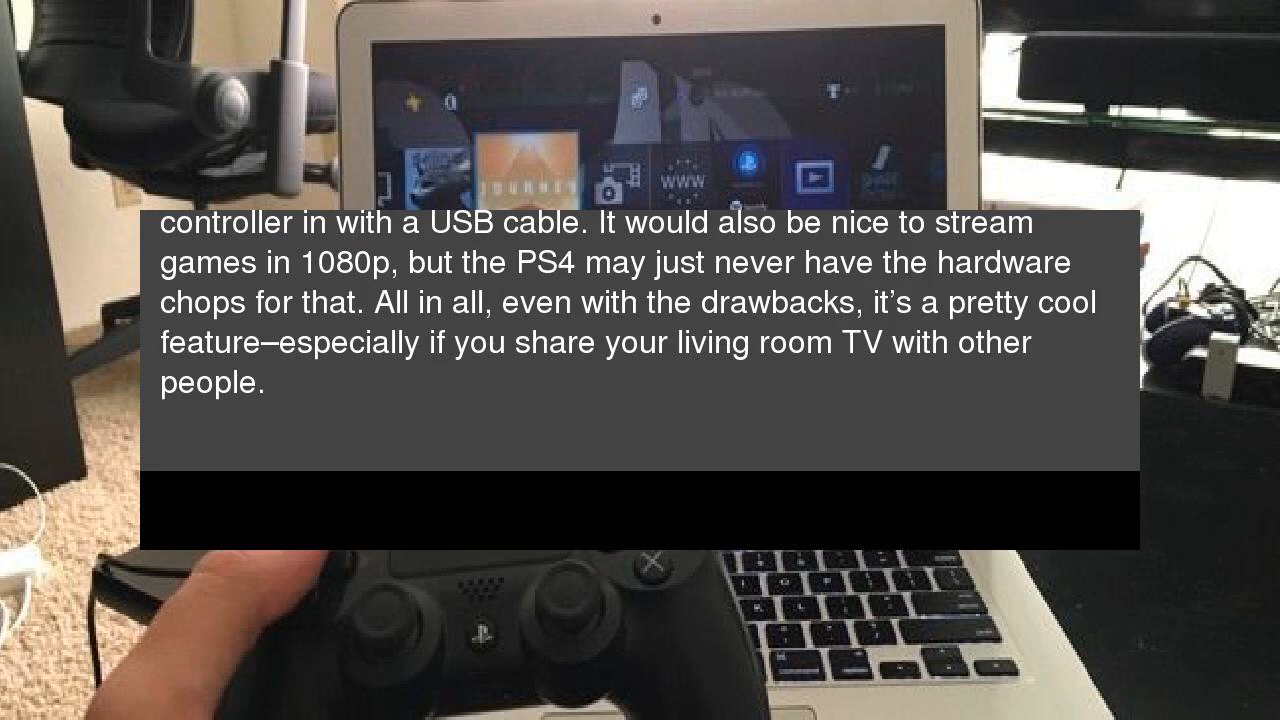 JOURNEY
WWW
controller in with a USB cable. It would also be nice to stream
games in 1080p, but the PS4 may just never have the hardware
chops for that. All in all, even with the drawbacks, it’s a pretty cool
feature–especially if you share your living room TV with other
people.